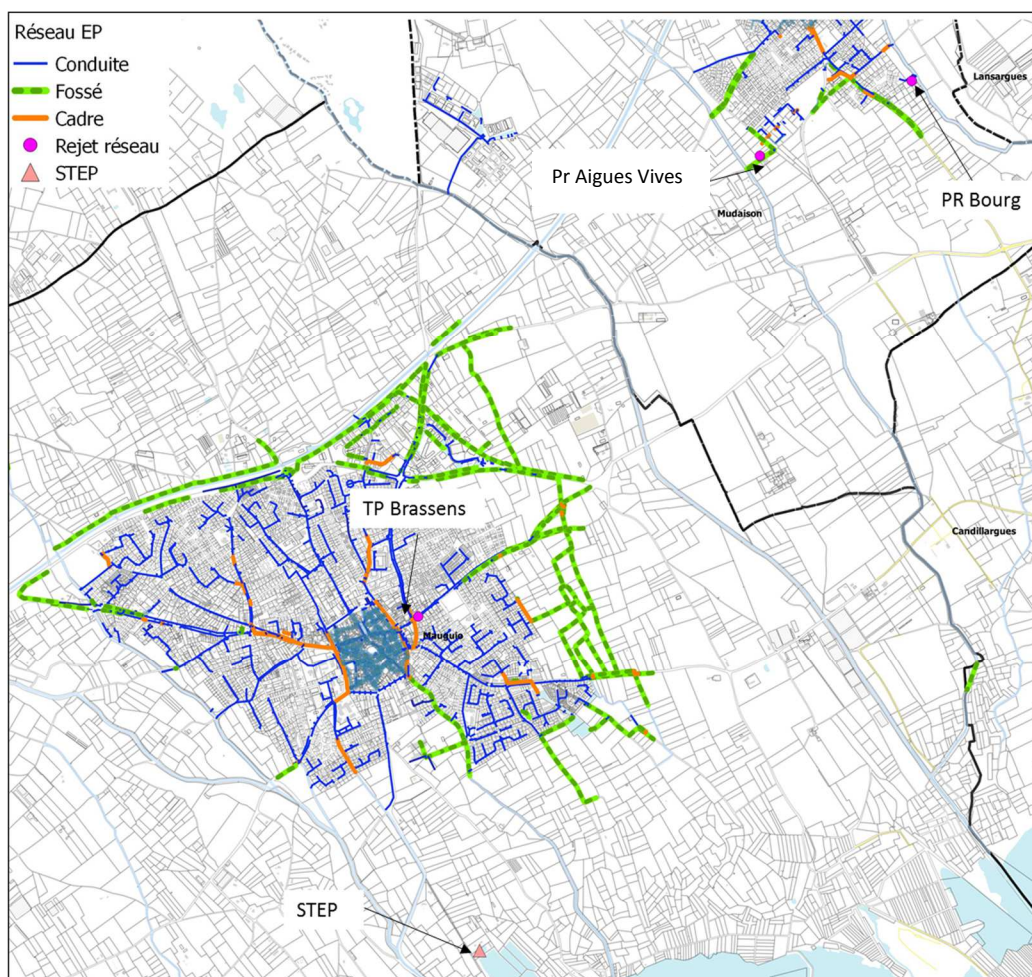 Réseau EP
Conduite
Fossé
Cadre
Rejet réseau
STEP
Lansargues
Pr Aigues Vives
PR Bourg
Mudaison
TP Brassens
Candillargues
Mauguio
STEP